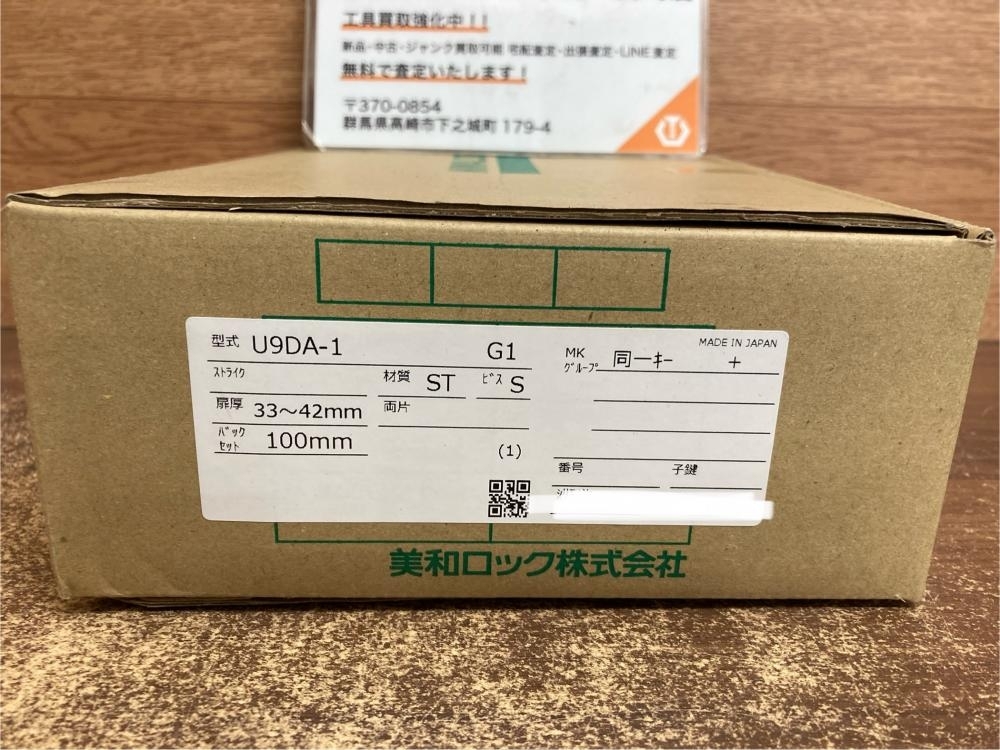 工具買取強化中!!
新品・中古・ジャンク買取可能 宅配査定・出張査定・LINE査定
無料で査定いたします!
〒370-0854
群馬県高崎市下之城町 179-4
型式 U9DA-1 G1
MK グループ 同一キー
MADE IN JAPAN
+
ストライク
材質 ST ビス S
扉厚 33～42mm 両片
バックセット 100mm
(1)
番号 子鍵
美和ロック株式会社